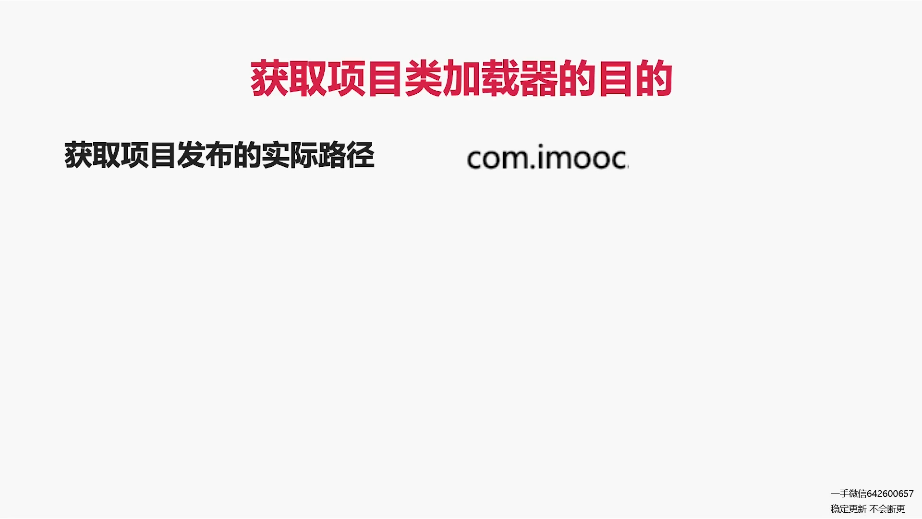 获取项目类加载器的目的
获取项目发布的实际路径 com.imooc.
一手微信642600657
稳定更新 不会断更